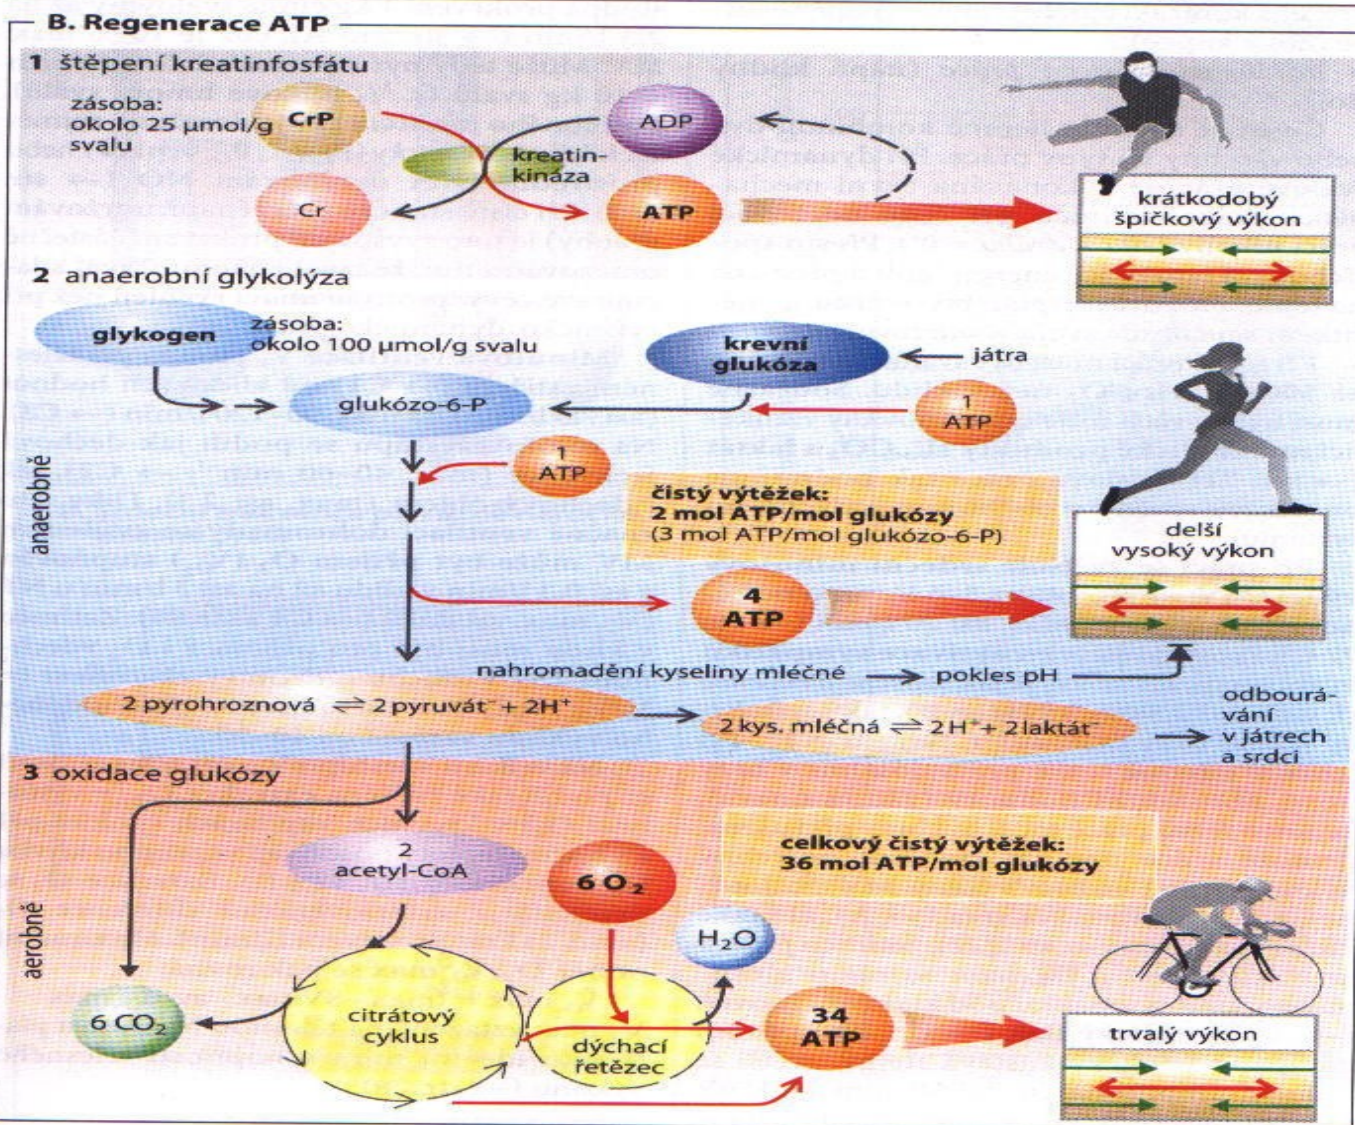 B. Regenerace ATP
1 štěpení kreatinfosfátu
zásoba:
okolo 25 µmol/g
svalu
CrP
ADP
kreatin-
kináza
Cr
ATP
krátkodobý
špičkový výkon
2 anaerobní glykolýza
glykogen
zásoba:
okolo 100 µmol/g svalu
krevní
glukóza
játra
glukózo-6-P
1
ATP
1
ATP
anaerobně
čistý výtěžek:
2 mol ATP/mol glukózy
(3 mol ATP/mol glukózo-6-P)
delší
vysoký výkon
4
ATP
nahromadění kyseliny mléčné
pokles pH
2 pyrohroznová ⇌ 2 pyruvát⁻ + 2H⁺
2 kys. mléčná ⇌ 2 H⁺ + 2 laktát⁻
odbourá-
vání
v játrech
a srdci
3 oxidace glukózy
2
acetyl-CoA
6 O₂
celkový čistý výtěžek:
36 mol ATP/mol glukózy
aerobně
H₂O
6 CO₂
citrátový
cyklus
dýchací
řetězec
34
ATP
trvalý výkon